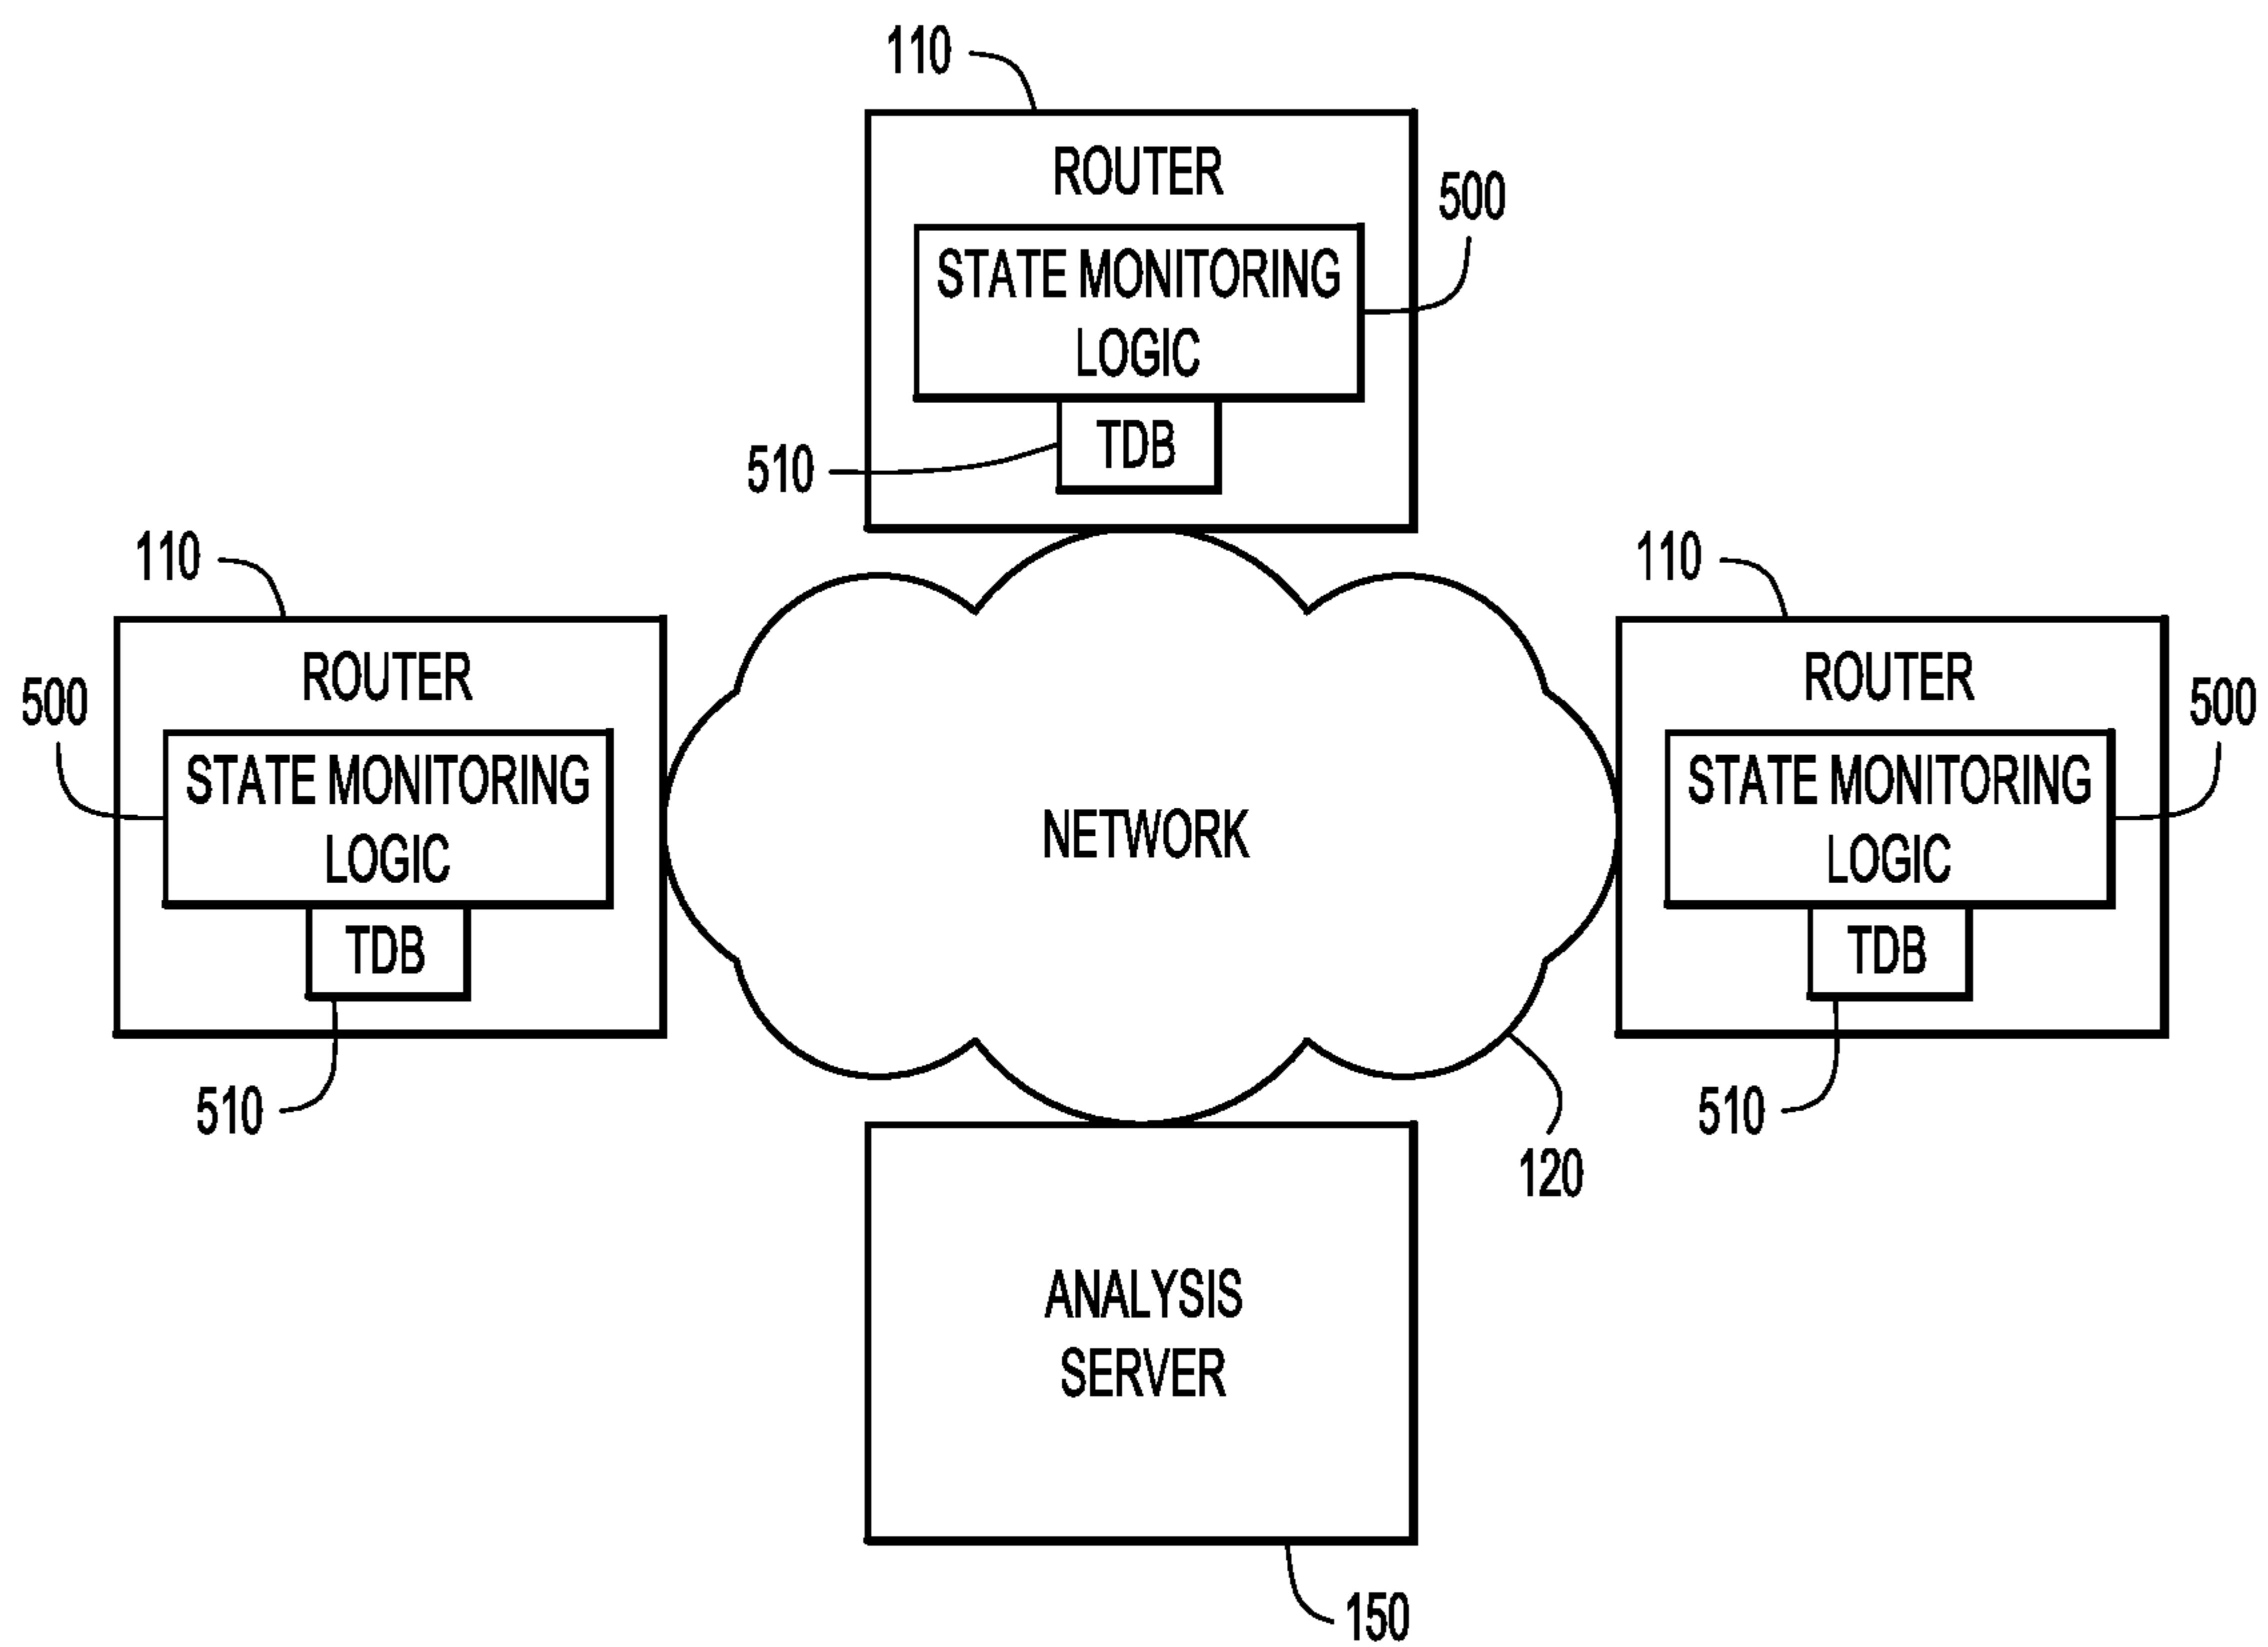 110
ROUTER
500
STATE MONITORING
LOGIC
510
TDB
110
ROUTER
500
STATE MONITORING
LOGIC
TDB
510
NETWORK
120
110
ROUTER
500
STATE MONITORING
LOGIC
TDB
510
ANALYSIS
SERVER
150